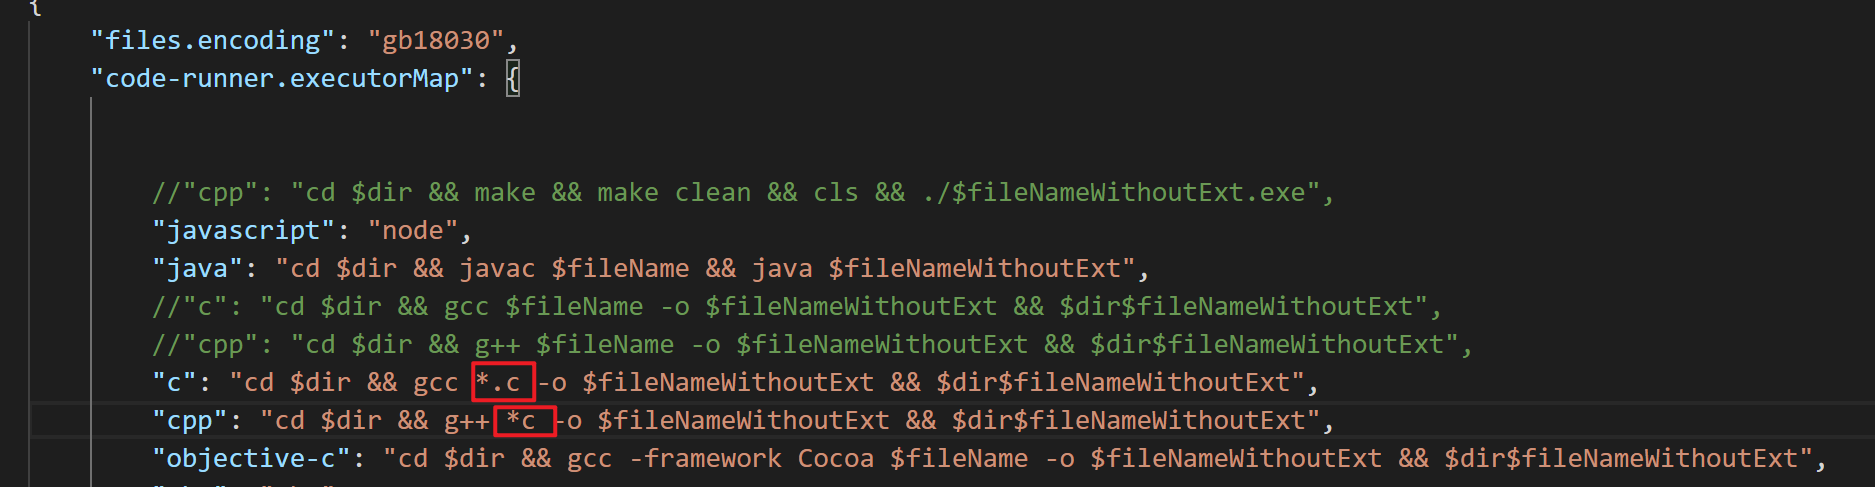 {
"files.encoding": "gb18030",
"code-runner.executorMap": {
//"cpp": "cd $dir && make && make clean && cls && ./$fileNameWithoutExt.exe",
"javascript": "node",
"java": "cd $dir && javac $fileName && java $fileNameWithoutExt",
//"c": "cd $dir && gcc $fileName -o $fileNameWithoutExt && $dir$fileNameWithoutExt",
//"cpp": "cd $dir && g++ $fileName -o $fileNameWithoutExt && $dir$fileNameWithoutExt",
"c": "cd $dir && gcc *.c -o $fileNameWithoutExt && $dir$fileNameWithoutExt",
"cpp": "cd $dir && g++ *c -o $fileNameWithoutExt && $dir$fileNameWithoutExt",
"objective-c": "cd $dir && gcc -framework Cocoa $fileName -o $fileNameWithoutExt && $dir$fileNameWithoutExt",